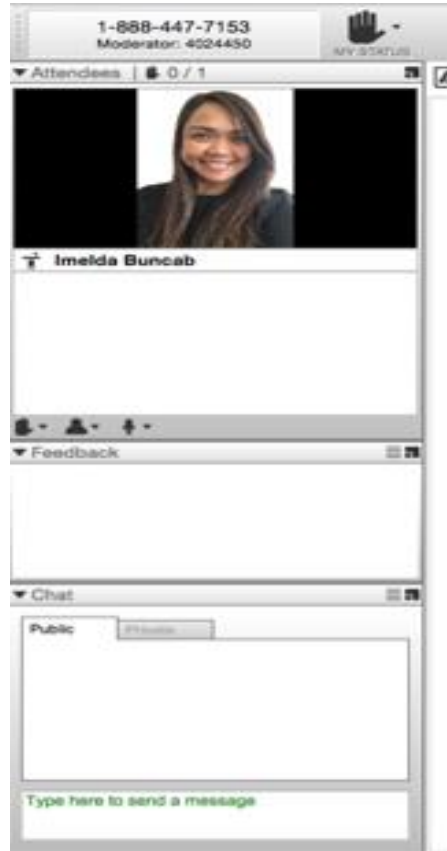 1-888-447-7153
Moderator: 4024450
MY STATUS
Attendees | 0 / 1
Imelda Buncab
Feedback
Chat
Public Private
Type here to send a message